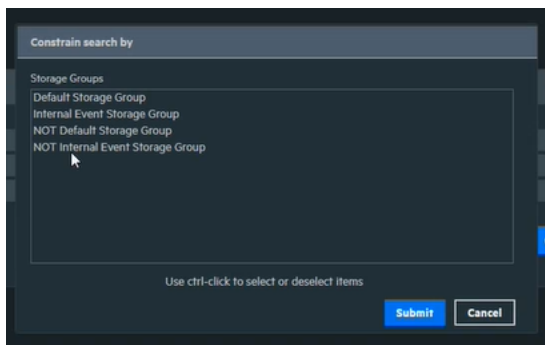 Constrain search by
Storage Groups
Default Storage Group
Internal Event Storage Group
NOT Default Storage Group
NOT Internal Event Storage Group
Use ctrl-click to select or deselect items
Submit
Cancel